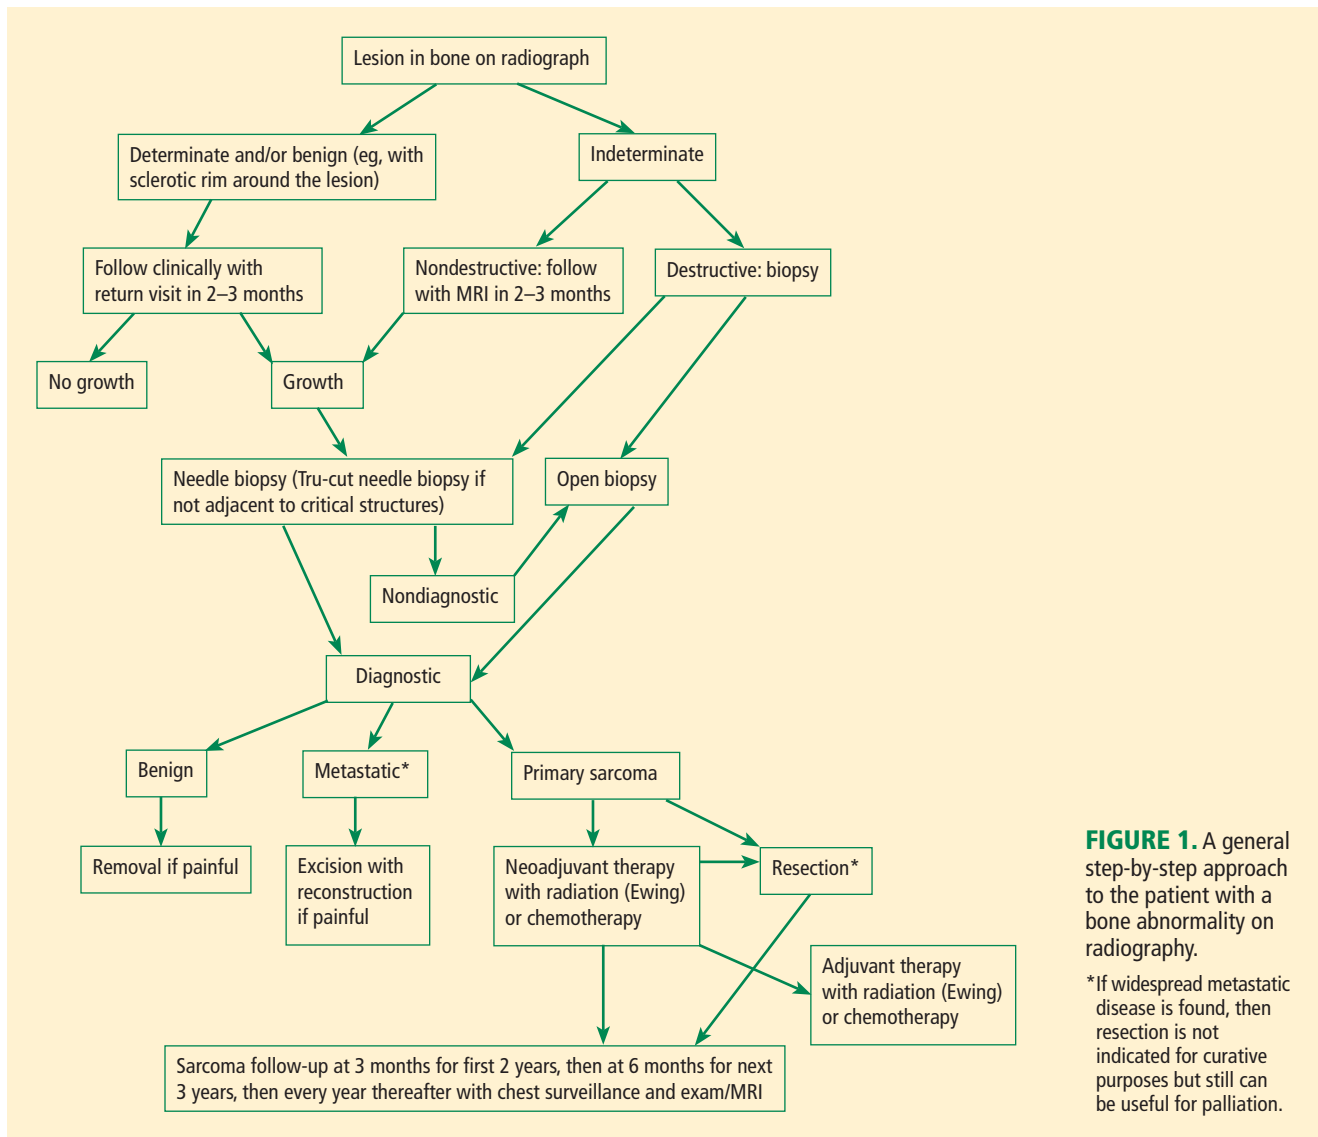 Lesion in bone on radiograph
Determinate and/or benign (eg, with
sclerotic rim around the lesion)
Indeterminate
Follow clinically with
return visit in 2–3 months
Nondestructive: follow
with MRI in 2–3 months
Destructive: biopsy
No growth
Growth
Needle biopsy (Tru-cut needle biopsy if
not adjacent to critical structures)
Open biopsy
Nondiagnostic
Diagnostic
Benign
Metastatic*
Primary sarcoma
Removal if painful
Excision with
reconstruction
if painful
Neoadjuvant therapy
with radiation (Ewing)
or chemotherapy
Resection*
Adjuvant therapy
with radiation (Ewing)
or chemotherapy
Sarcoma follow-up at 3 months for first 2 years, then at 6 months for next
3 years, then every year thereafter with chest surveillance and exam/MRI
FIGURE 1. A general
step-by-step approach
to the patient with a
bone abnormality on
radiography.
*If widespread metastatic
disease is found, then
resection is not
indicated for curative
purposes but still can
be useful for palliation.